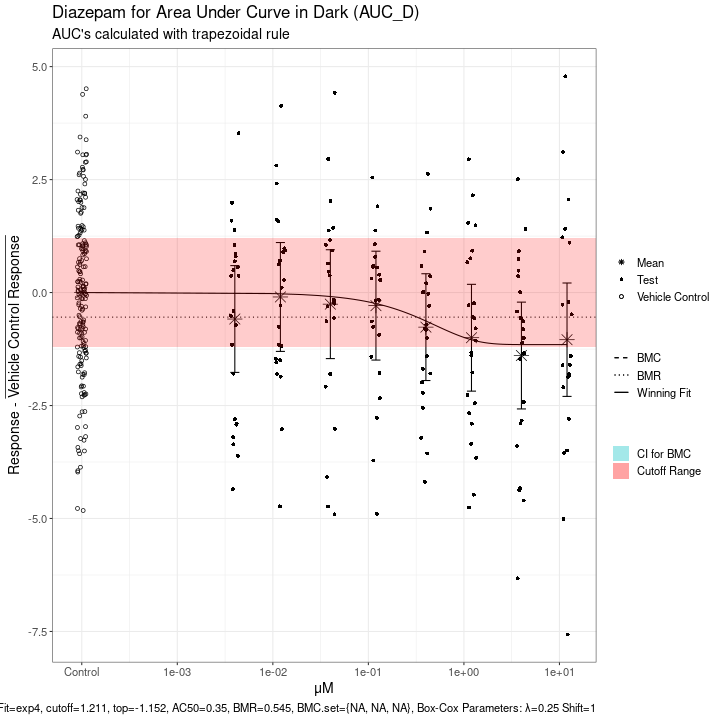 Diazepam for Area Under Curve in Dark (AUC_D)
AUC's calculated with trapezoidal rule
Response - Vehicle Control Response
5.0
2.5
0.0
-2.5
-5.0
-7.5
Control
1e-03
1e-02
1e-01
1e+00
1e+01
μM
Mean
Test
Vehicle Control
BMC
BMR
Winning Fit
CI for BMC
Cutoff Range
Fit=exp4, cutoff=1.211, top=-1.152, AC50=0.35, BMR=0.545, BMC.set={NA, NA, NA}, Box-Cox Parameters: λ=0.25 Shift=1